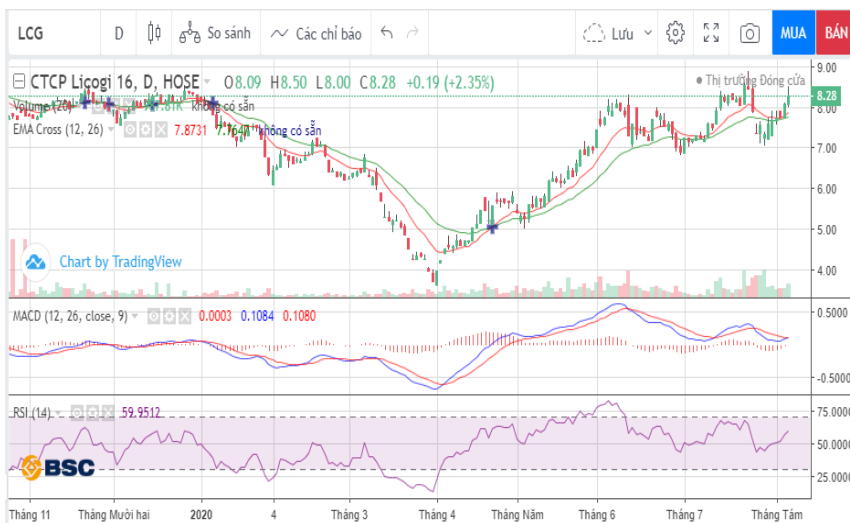 LCG D So sánh Các chỉ báo Lưu MUA BÁN
CTCP Licogi 16, D, HOSE O8.09 H8.50 L8.00 C8.28 +0.19 (+2.35%)
Thị trường Đóng cửa
Volume (20) không có sẵn
EMA Cross (12, 26) 7.8731 7.7647 không có sẵn
9.00
8.28
8.00
7.00
6.00
5.00
4.00
Chart by TradingView
MACD (12, 26, close, 9) 0.0003 0.1084 0.1080
0.5000
-0.5000
RSI (14) 59.9512
75.0000
50.0000
25.0000
BSC
Tháng 11 Tháng Mười hai 2020 4 Tháng 3 Tháng 4 Tháng Năm Tháng 6 Tháng 7 Tháng Tám